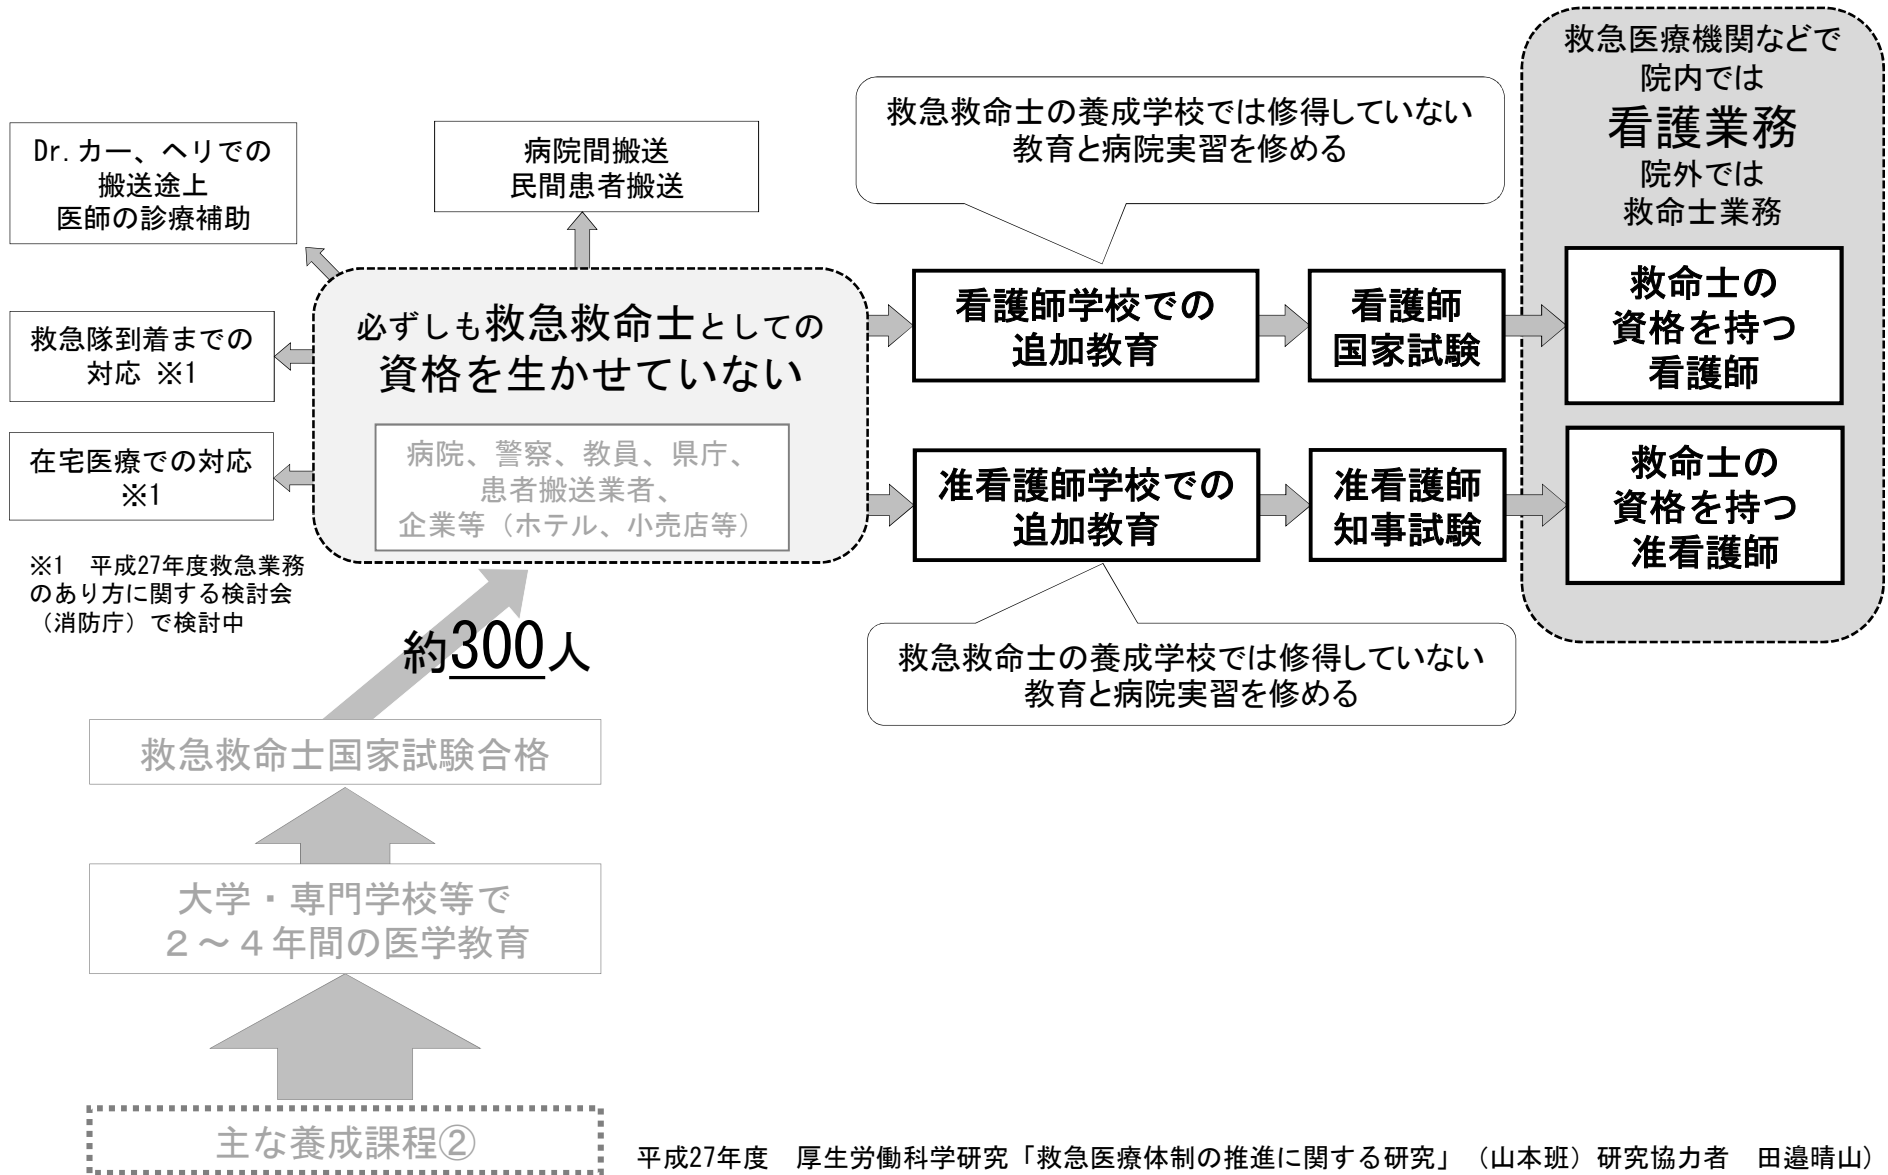 救急医療機関などで
院内では
看護業務
院外では
救命士業務
救急救命士の養成学校では修得していない
教育と病院実習を修める
Dr.カー、ヘリでの
搬送途上
医師の診療補助
病院間搬送
民間患者搬送
救急隊到着までの
対応 ※1
在宅医療での対応
※1
※1　平成27年度救急業務
のあり方に関する検討会
（消防庁）で検討中
必ずしも救急救命士としての
資格を生かせていない
病院、警察、教員、県庁、
患者搬送業者、
企業等（ホテル、小売店等）
看護師学校での
追加教育
看護師
国家試験
救命士の
資格を持つ
看護師
准看護師学校での
追加教育
准看護師
知事試験
救命士の
資格を持つ
准看護師
救急救命士の養成学校では修得していない
教育と病院実習を修める
約300人
救急救命士国家試験合格
大学・専門学校等で
２～４年間の医学教育
主な養成課程②
平成27年度　厚生労働科学研究「救急医療体制の推進に関する研究」（山本班）研究協力者　田邉晴山）